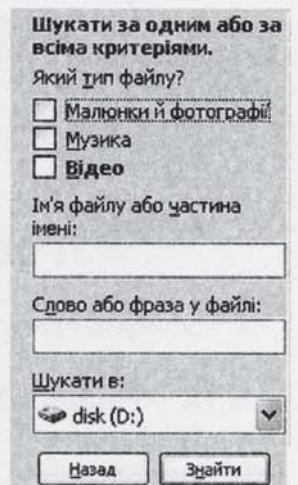 Шукати за одним або за
всіма критеріями.
Який тип файлу?
Малюнки й фотографії
Музика
Відео
Ім'я файлу або частина
імені:
Слово або фраза у файлі:
Шукати в:
disk (D:)
Назад
Знайти